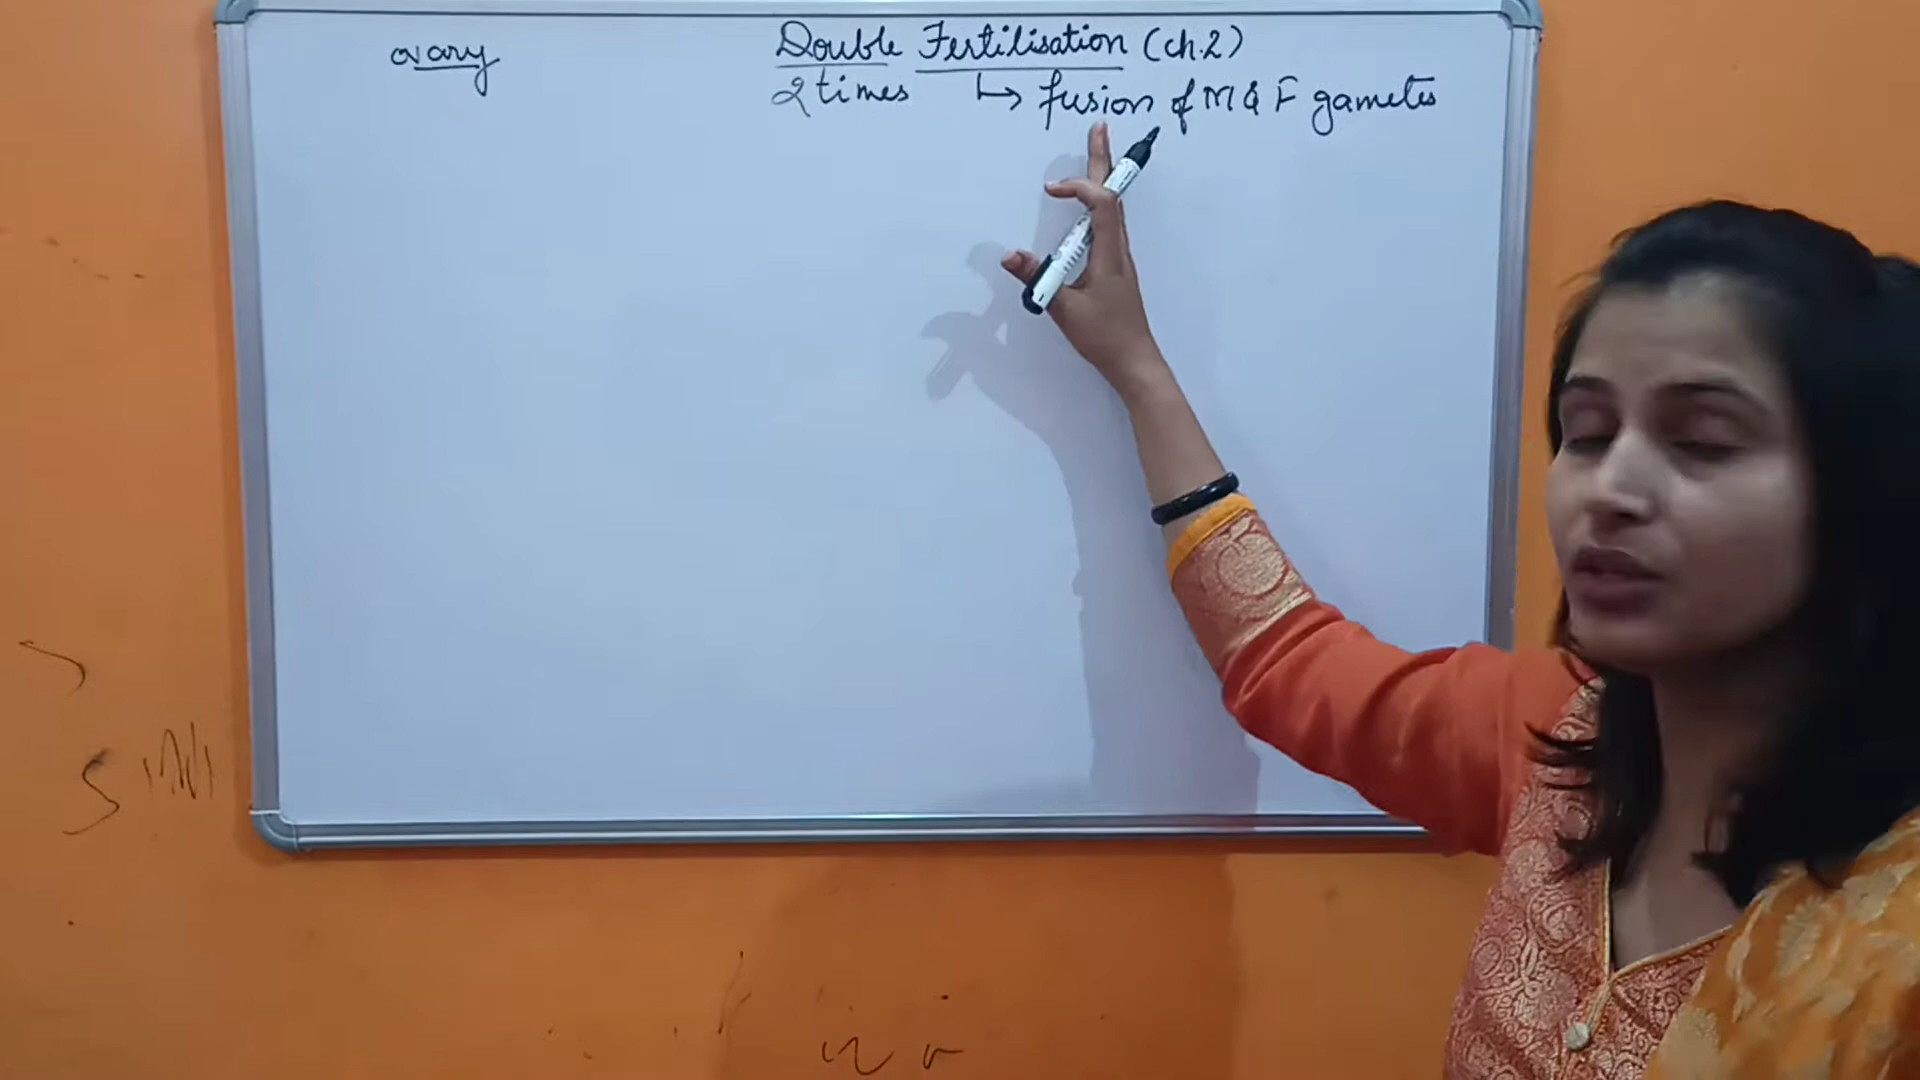 ovary
Double Fertilisation (ch.2)
2 times ↳ fusion of M & F gametes